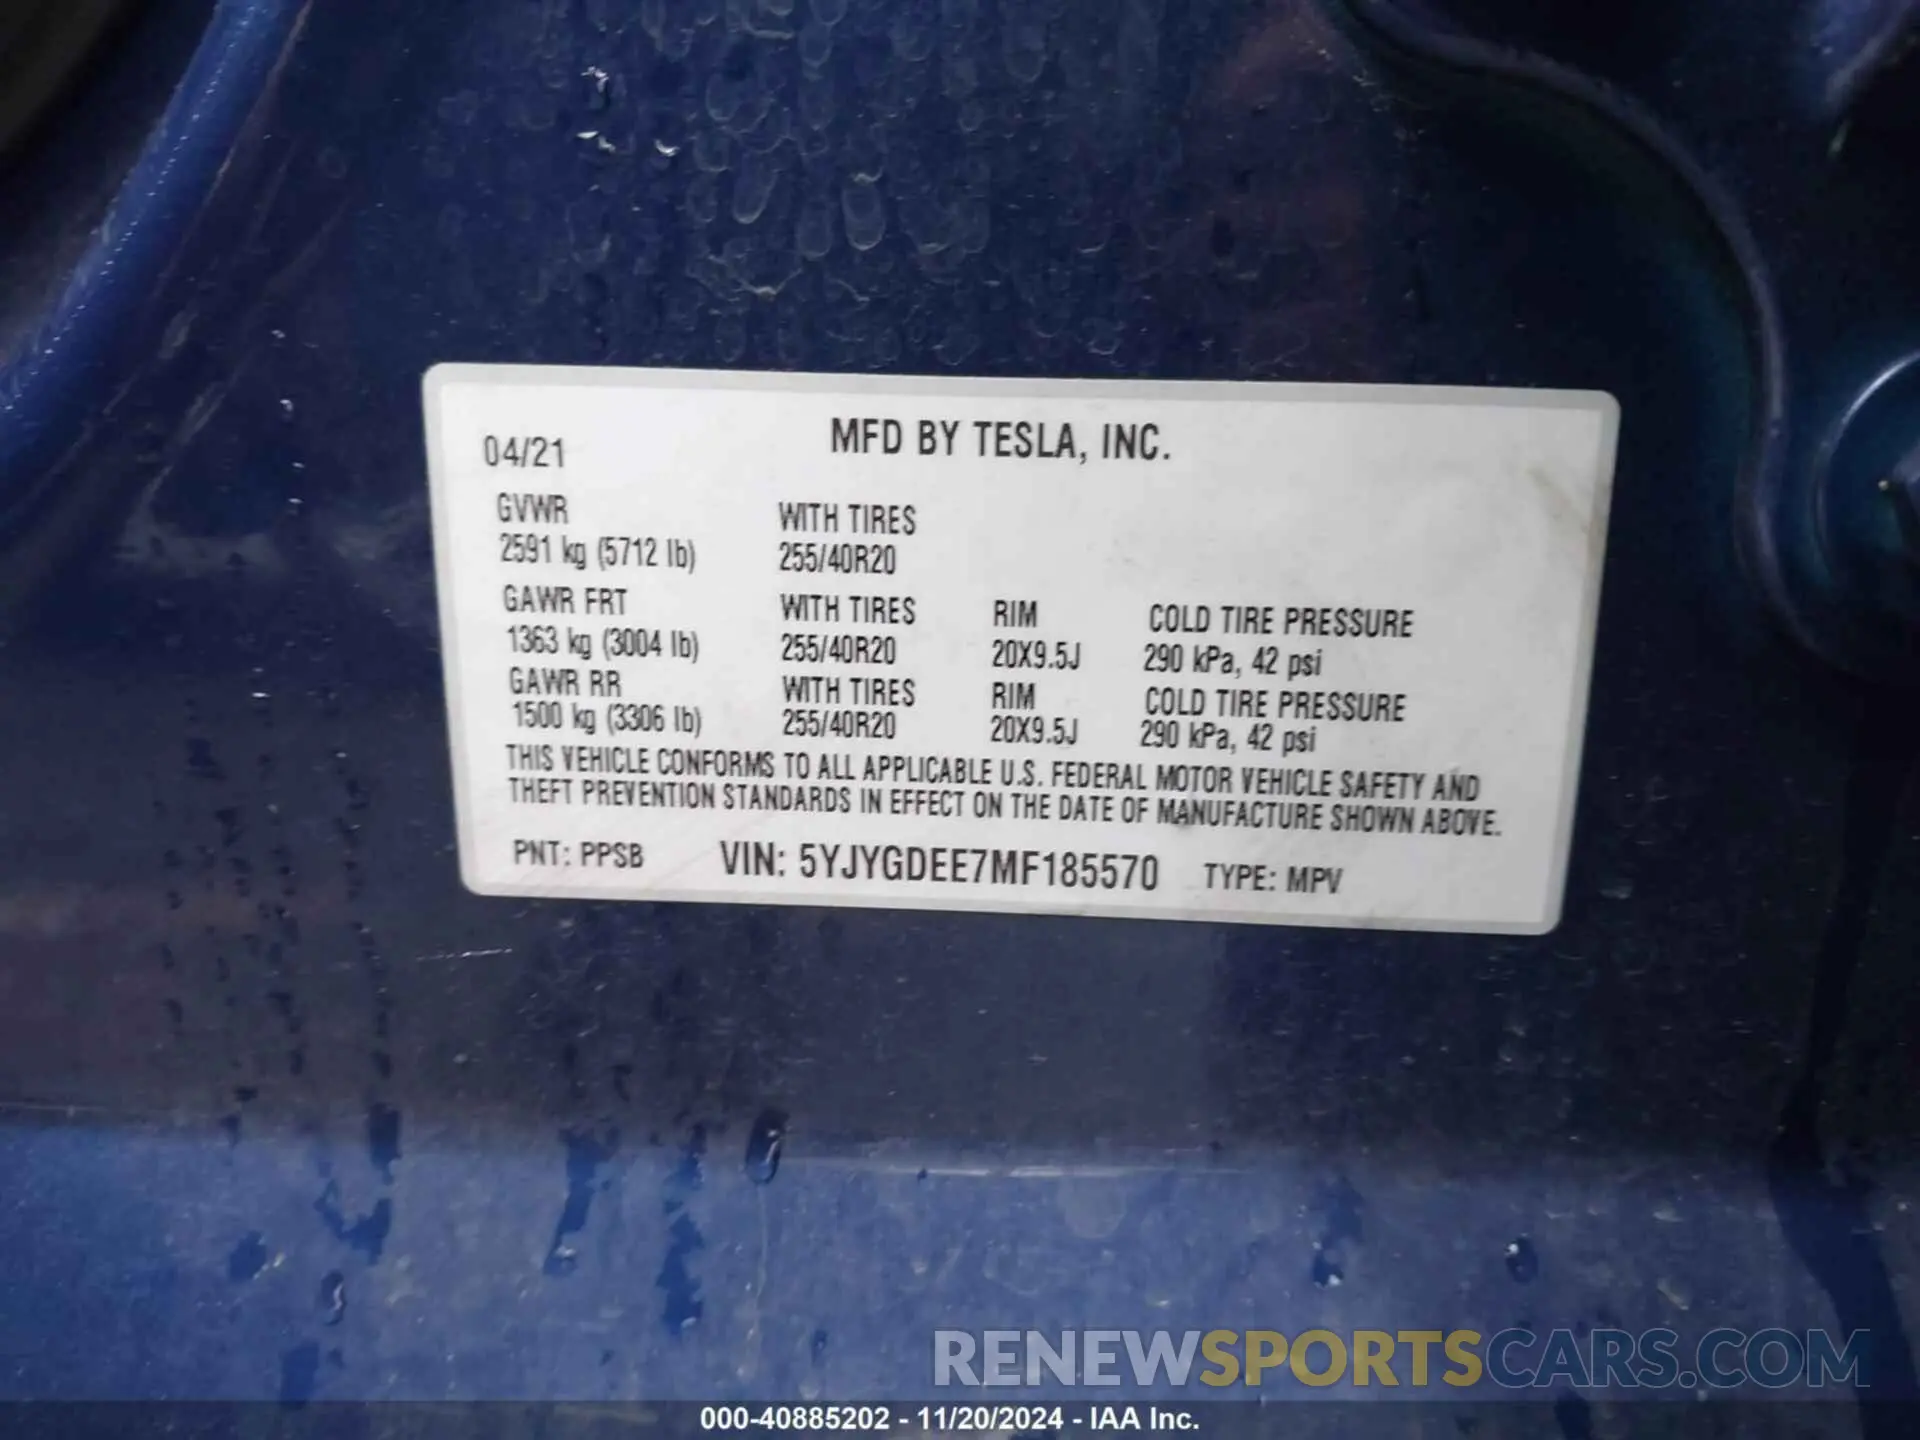 04/21 MFD BY TESLA, INC.
GVWR WITH TIRES
2591 kg (5712 lb) 255/40R20
GAWR FRT WITH TIRES RIM COLD TIRE PRESSURE
1363 kg (3004 lb) 255/40R20 20X9.5J 290 kPa, 42 psi
GAWR RR WITH TIRES RIM COLD TIRE PRESSURE
1500 kg (3306 lb) 255/40R20 20X9.5J 290 kPa, 42 psi
THIS VEHICLE CONFORMS TO ALL APPLICABLE U.S. FEDERAL MOTOR VEHICLE SAFETY AND
THEFT PREVENTION STANDARDS IN EFFECT ON THE DATE OF MANUFACTURE SHOWN ABOVE.
PNT: PPSB VIN: 5YJYGDEE7MF185570 TYPE: MPV
RENEWSPORTSCARS.COM
000-40885202 - 11/20/2024 - IAA Inc.